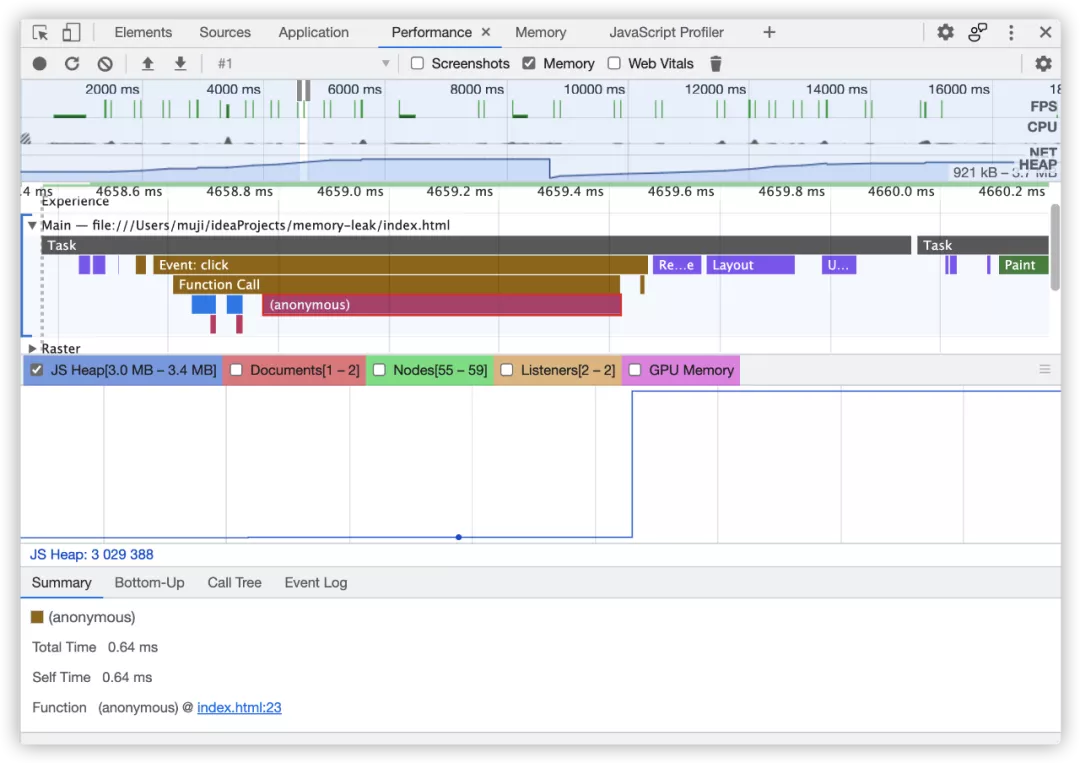 Elements Sources Application Performance × Memory JavaScript Profiler +
#1 Screenshots Memory Web Vitals
2000 ms 4000 ms 6000 ms 8000 ms 10000 ms 12000 ms 14000 ms 16000 ms 18
FPS
CPU
NET
HEAP
921 kB – 3.7 MB
.4 ms 4658.6 ms 4658.8 ms 4659.0 ms 4659.2 ms 4659.4 ms 4659.6 ms 4659.8 ms 4660.0 ms 4660.2 ms
Experience
Main — file:///Users/muji/ideaProjects/memory-leak/index.html
Task Task
Event: click Re...e Layout U... Paint
Function Call
(anonymous)
Raster
JS Heap[3.0 MB – 3.4 MB] Documents[1 – 2] Nodes[55 – 59] Listeners[2 – 2] GPU Memory
JS Heap: 3 029 388
Summary Bottom-Up Call Tree Event Log
(anonymous)
Total Time 0.64 ms
Self Time 0.64 ms
Function (anonymous) @ index.html:23